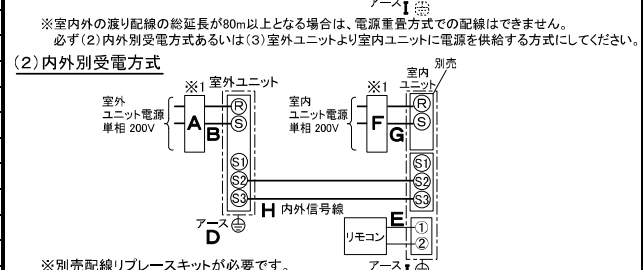 アースI
※室内外の渡り配線の総延長が80m以上となる場合は、電源重畳方式での配線はできません。
必ず(2)内外別受電方式あるいは(3)室外ユニットより室内ユニットに電源を供給する方式にしてください。
(2)内外別受電方式
別売
※1 室外ユニット
※1 室内
ユニット
室外
ユニット電源
単相 200V
A
B
R
S
室内
ユニット電源
単相 200V
F
G
R
S
S1
S2
S3
S1
S2
S3
H 内外信号線
アース
D
E
リモコン
①
②
※別売配線リプレースキットが必要です。
アースI